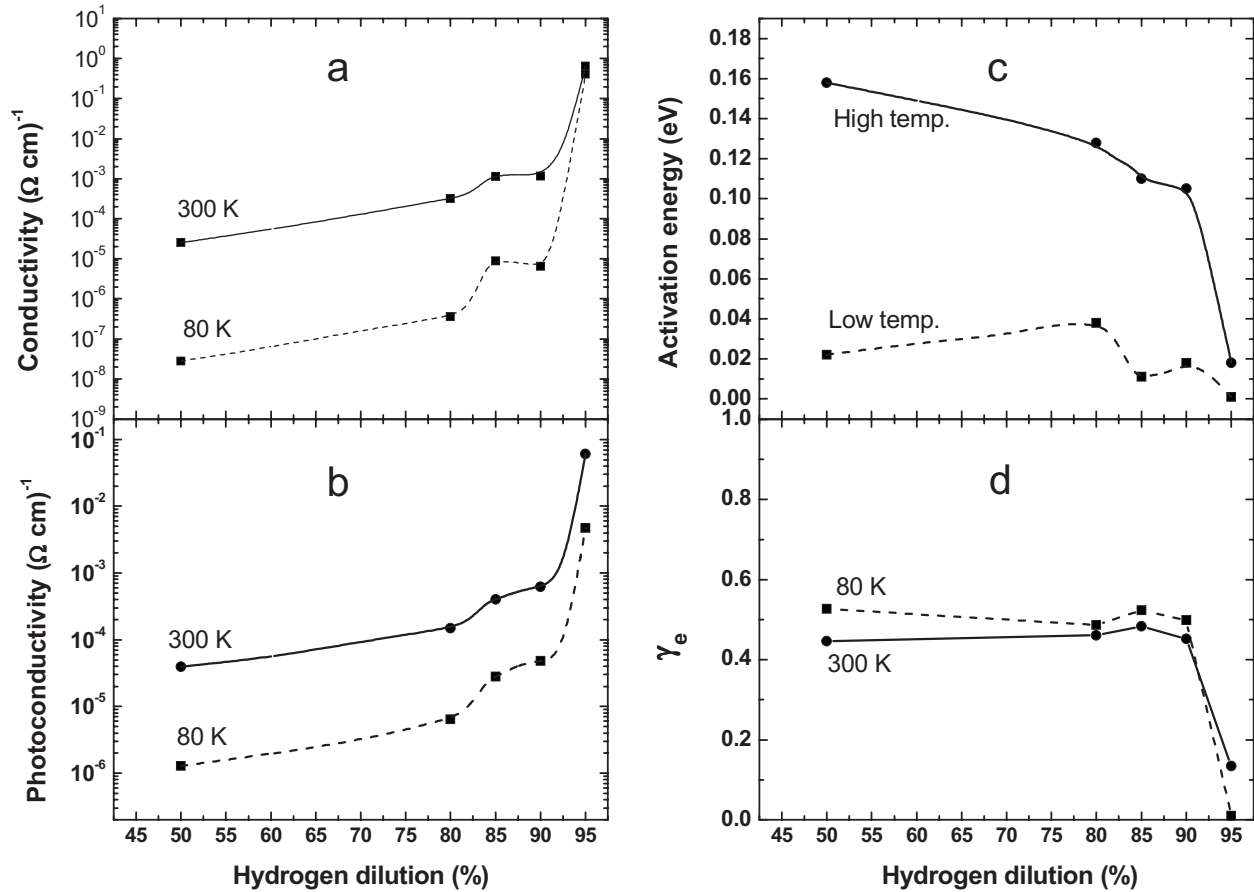 a
Conductivity (Ω cm)⁻¹
10¹
10⁰
10⁻¹
10⁻²
10⁻³
10⁻⁴
10⁻⁵
10⁻⁶
10⁻⁷
10⁻⁸
10⁻⁹
300 K
80 K
b
Photoconductivity (Ω cm)⁻¹
10⁻¹
10⁻²
10⁻³
10⁻⁴
10⁻⁵
10⁻⁶
300 K
80 K
45 50 55 60 65 70 75 80 85 90 95
Hydrogen dilution (%)
c
Activation energy (eV)
0.18
0.16
0.14
0.12
0.10
0.08
0.06
0.04
0.02
0.00
High temp.
Low temp.
d
γₑ
1.0
0.8
0.6
0.4
0.2
0.0
80 K
300 K
45 50 55 60 65 70 75 80 85 90 95
Hydrogen dilution (%)